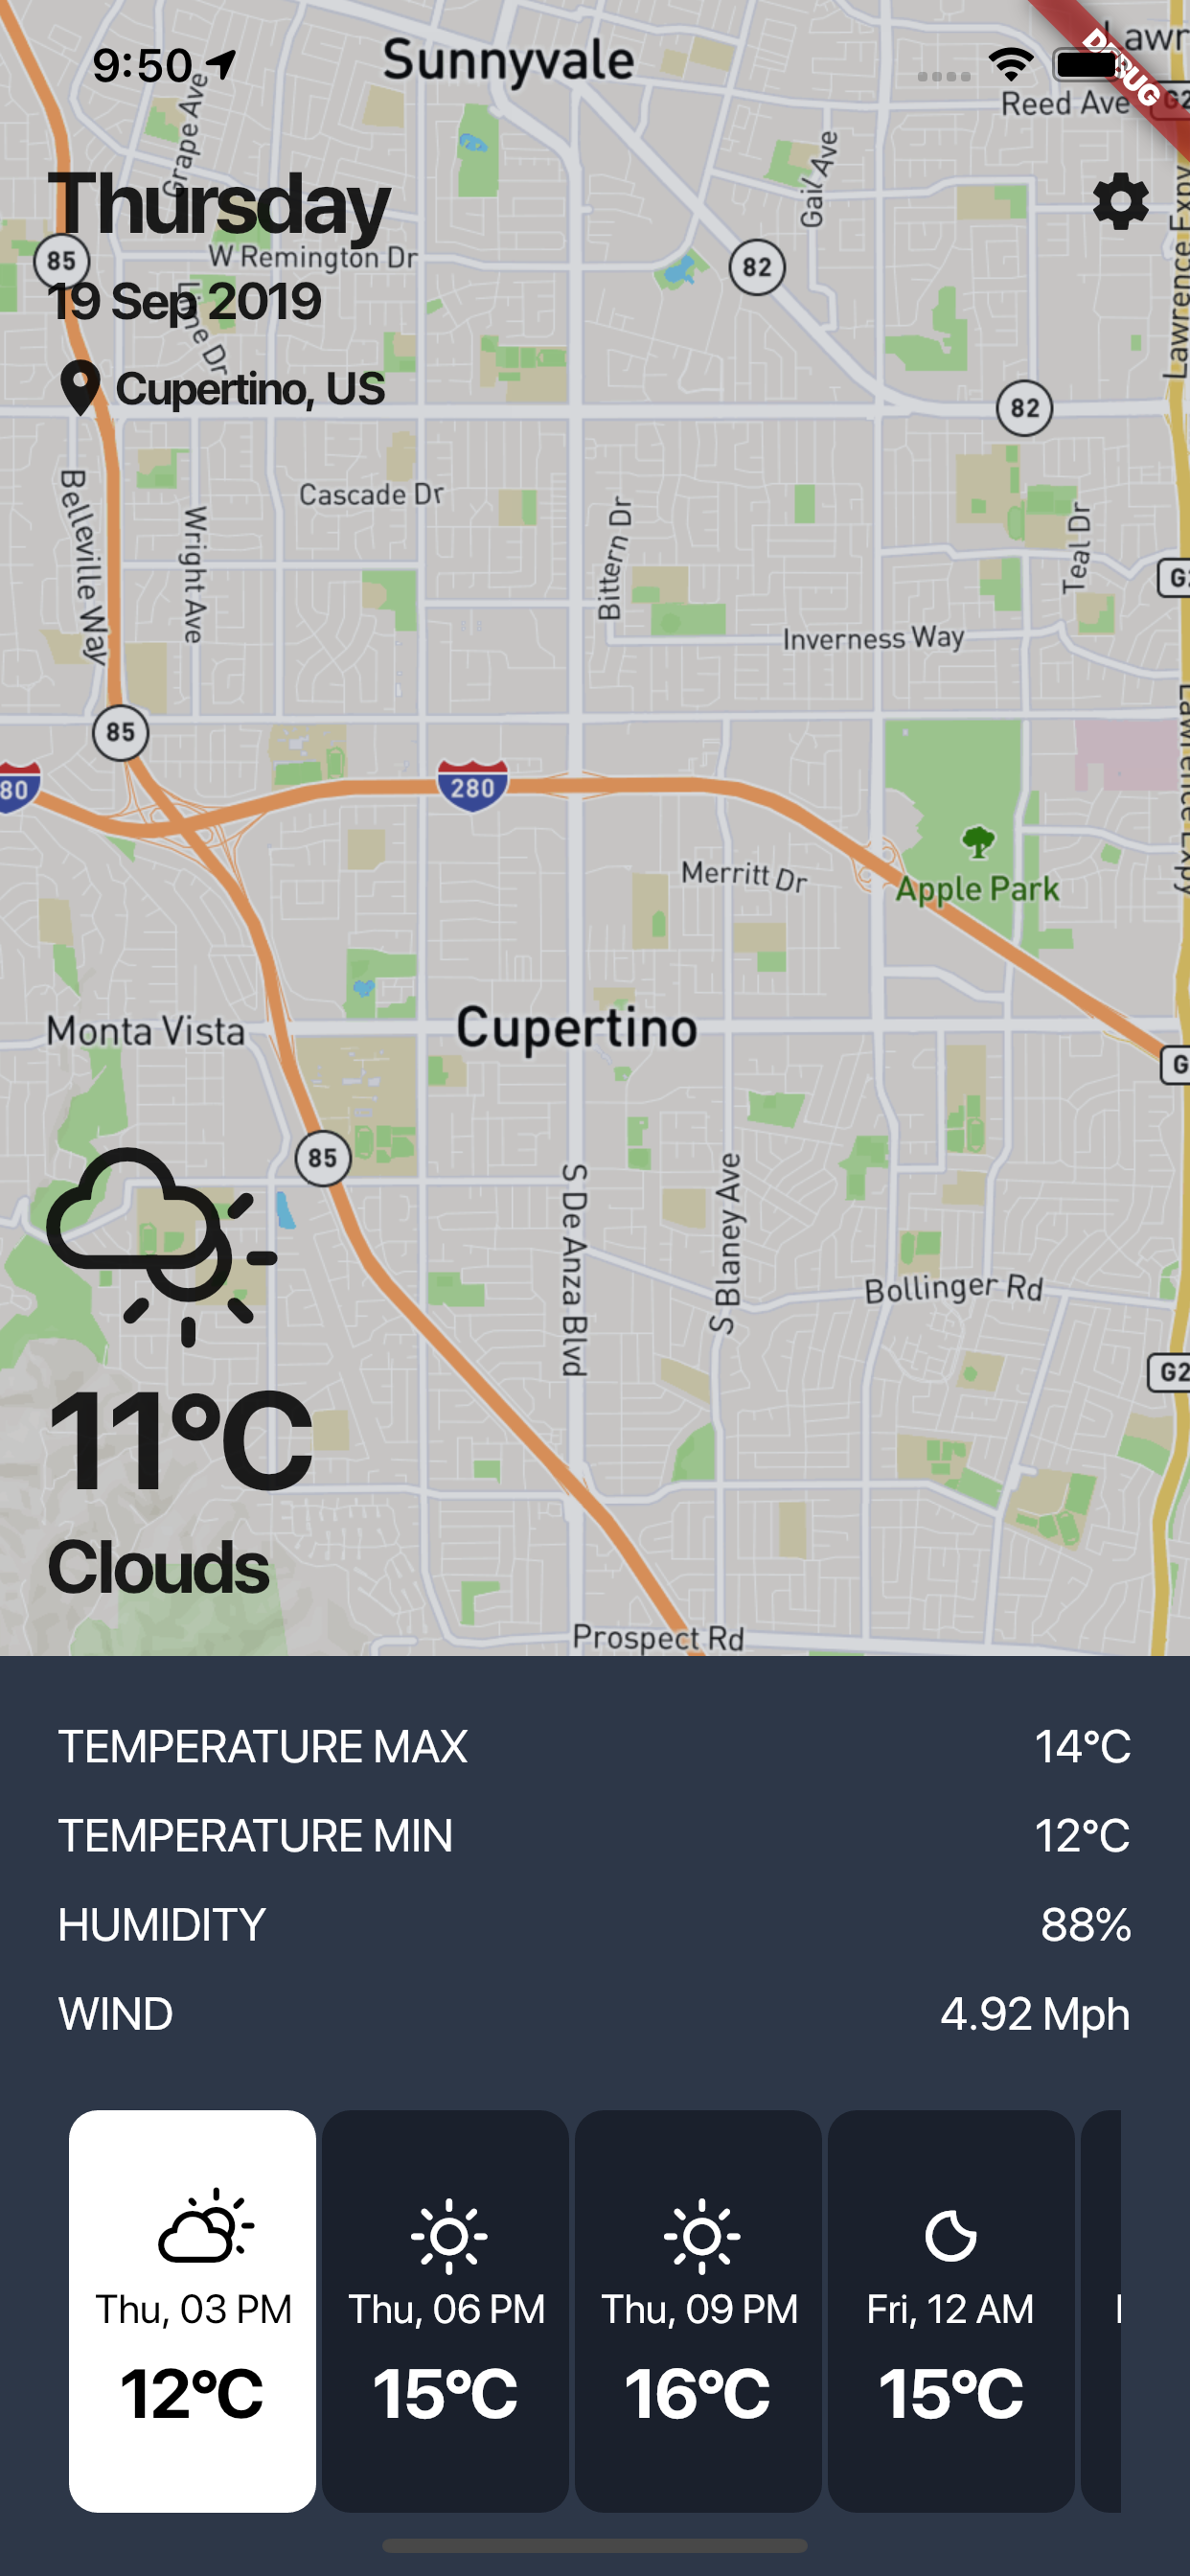 9:50
Sunnyvale
DEBUG
Lawr
Reed Ave
G2
Grape Ave
Gail Ave
Lawrence Expy
Thursday
85
W Remington Dr
82
19 Sep 2019
Lime Dr
Cupertino, US
82
Belleville Way
Cascade Dr
Wright Ave
Bittern Dr
Teal Dr
G
Inverness Way
Lawrence Expy
85
80
280
Merritt Dr
Apple Park
Monta Vista
Cupertino
G
85
S De Anza Blvd
S Blaney Ave
Bollinger Rd
G2
11°C
Clouds
Prospect Rd
TEMPERATURE MAX 14°C
TEMPERATURE MIN 12°C
HUMIDITY 88%
WIND 4.92 Mph
Thu, 03 PM
12°C
Thu, 06 PM
15°C
Thu, 09 PM
16°C
Fri, 12 AM
15°C